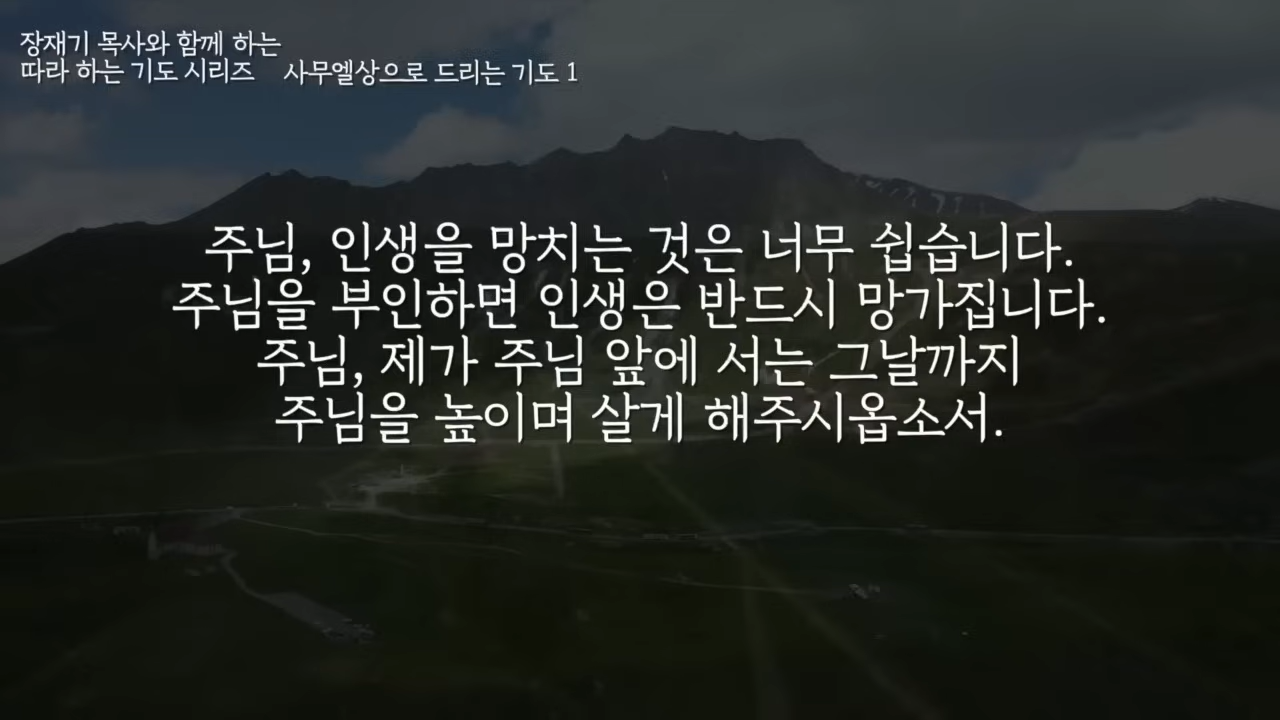 장재기 목사와 함께 하는
따라 하는 기도 시리즈 사무엘상으로 드리는 기도 1
주님, 인생을 망치는 것은 너무 쉽습니다.
주님을 부인하면 인생은 반드시 망가집니다.
주님, 제가 주님 앞에 서는 그날까지
주님을 높이며 살게 해주시옵소서.